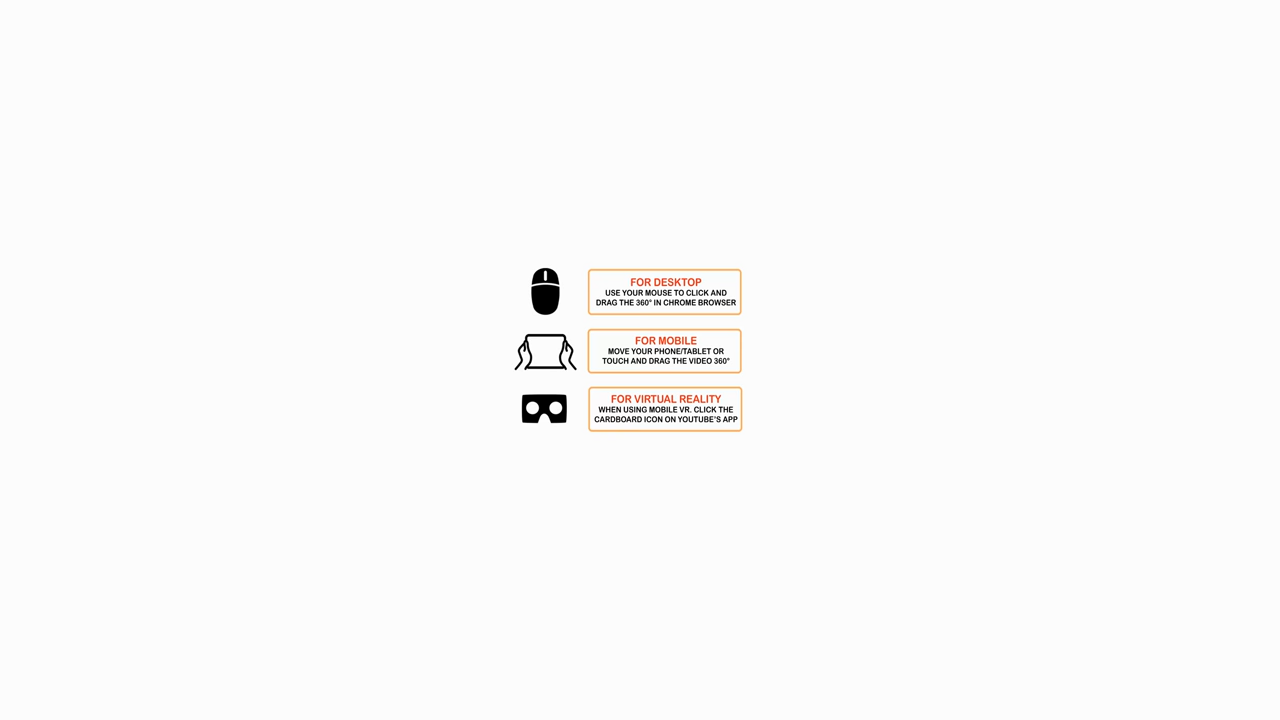 FOR DESKTOP
USE YOUR MOUSE TO CLICK AND
DRAG THE 360° IN CHROME BROWSER
FOR MOBILE
MOVE YOUR PHONE/TABLET OR
TOUCH AND DRAG THE VIDEO 360°
FOR VIRTUAL REALITY
WHEN USING MOBILE VR. CLICK THE
CARDBOARD ICON ON YOUTUBE'S APP